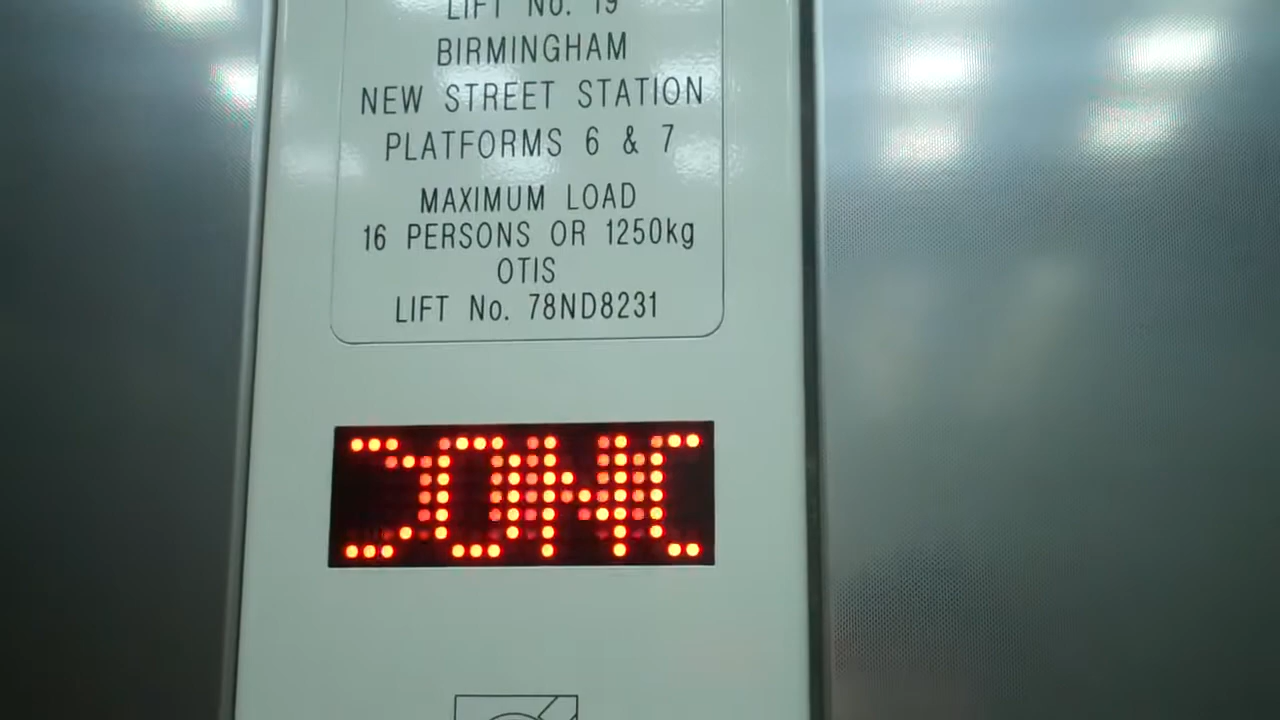 LIFT No. 19
BIRMINGHAM
NEW STREET STATION
PLATFORMS 6 & 7
MAXIMUM LOAD
16 PERSONS OR 1250kg
OTIS
LIFT No. 78ND8231